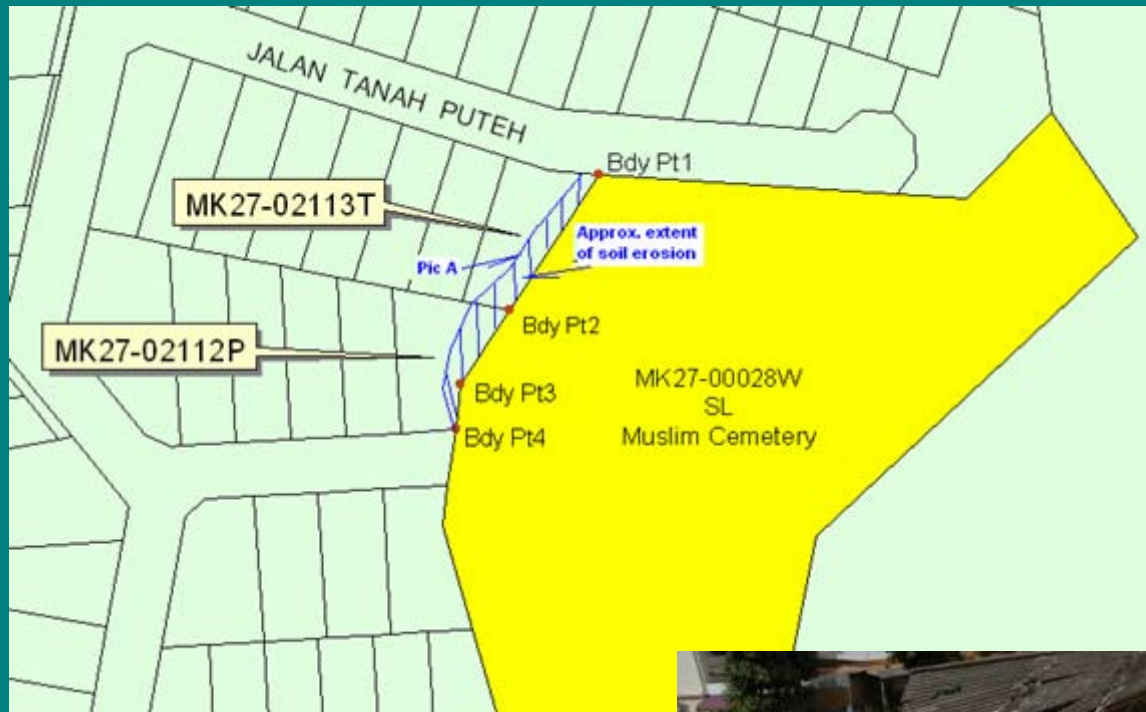 JALAN TANAH PUTEH
Bdy Pt1
MK27-02113T
Approx. extent
of soil erosion
Pic A
Bdy Pt2
MK27-02112P
MK27-00028W
SL
Muslim Cemetery
Bdy Pt3
Bdy Pt4